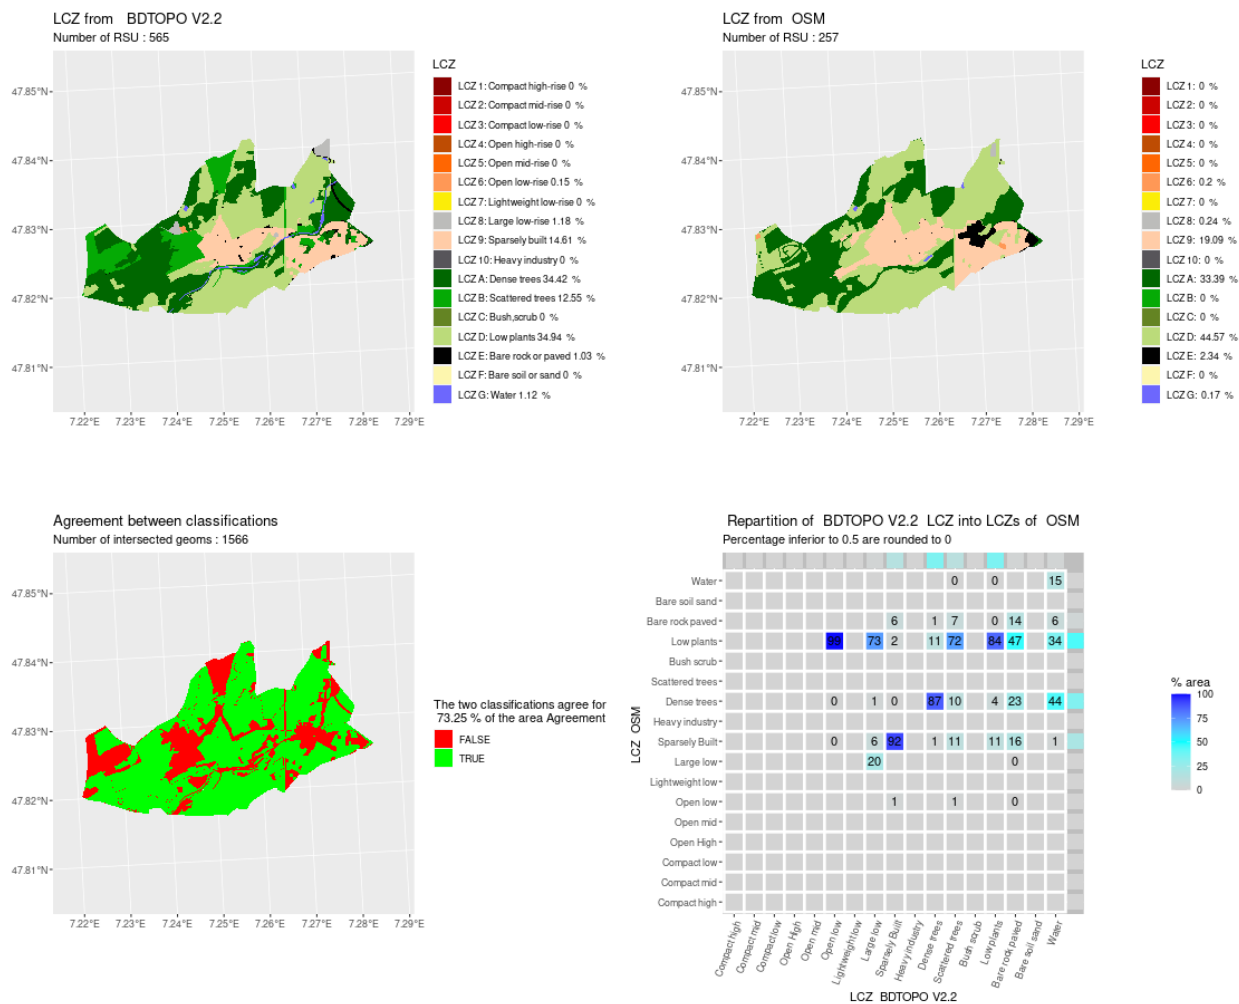 LCZ from BDTOPO V2.2
Number of RSU : 565
47.85°N
47.84°N
47.83°N
47.82°N
47.81°N
7.22°E 7.23°E 7.24°E 7.25°E 7.26°E 7.27°E 7.28°E 7.29°E
LCZ
LCZ 1: Compact high-rise 0 %
LCZ 2: Compact mid-rise 0 %
LCZ 3: Compact low-rise 0 %
LCZ 4: Open high-rise 0 %
LCZ 5: Open mid-rise 0 %
LCZ 6: Open low-rise 0.15 %
LCZ 7: Lightweight low-rise 0 %
LCZ 8: Large low-rise 1.18 %
LCZ 9: Sparsely built 14.61 %
LCZ 10: Heavy industry 0 %
LCZ A: Dense trees 34.42 %
LCZ B: Scattered trees 12.55 %
LCZ C: Bush,scrub 0 %
LCZ D: Low plants 34.94 %
LCZ E: Bare rock or paved 1.03 %
LCZ F: Bare soil or sand 0 %
LCZ G: Water 1.12 %
LCZ from OSM
Number of RSU : 257
47.85°N
47.84°N
47.83°N
47.82°N
47.81°N
7.22°E 7.23°E 7.24°E 7.25°E 7.26°E 7.27°E 7.28°E 7.29°E
LCZ
LCZ 1: 0 %
LCZ 2: 0 %
LCZ 3: 0 %
LCZ 4: 0 %
LCZ 5: 0 %
LCZ 6: 0.2 %
LCZ 7: 0 %
LCZ 8: 0.24 %
LCZ 9: 19.09 %
LCZ 10: 0 %
LCZ A: 33.39 %
LCZ B: 0 %
LCZ C: 0 %
LCZ D: 44.57 %
LCZ E: 2.34 %
LCZ F: 0 %
LCZ G: 0.17 %
Agreement between classifications
Number of intersected geoms : 1566
47.85°N
47.84°N
47.83°N
47.82°N
47.81°N
7.22°E 7.23°E 7.24°E 7.25°E 7.26°E 7.27°E 7.28°E 7.29°E
The two classifications agree for
73.25 % of the area Agreement
FALSE
TRUE
Repartition of BDTOPO V2.2 LCZ into LCZs of OSM
Percentage inferior to 0.5 are rounded to 0
LCZ OSM
Water 0 0 15
Bare soil sand
Bare rock paved 6 1 7 0 14 6
Low plants 99 73 2 11 72 84 47 34
Bush scrub
Scattered trees
Dense trees 0 1 0 87 10 4 23 44
Heavy industry
Sparsely Built 0 6 92 1 11 11 16 1
Large low 20 0
Lightweight low
Open low 1 1 0
Open mid
Open High
Compact low
Compact mid
Compact high
Compact high
Compact mid
Compact low
Open High
Open mid
Open low
Lightweight low
Large low
Sparsely Built
Heavy industry
Dense trees
Scattered trees
Bush scrub
Low plants
Bare rock paved
Bare soil sand
Water
LCZ BDTOPO V2.2
% area
100
75
50
25
0